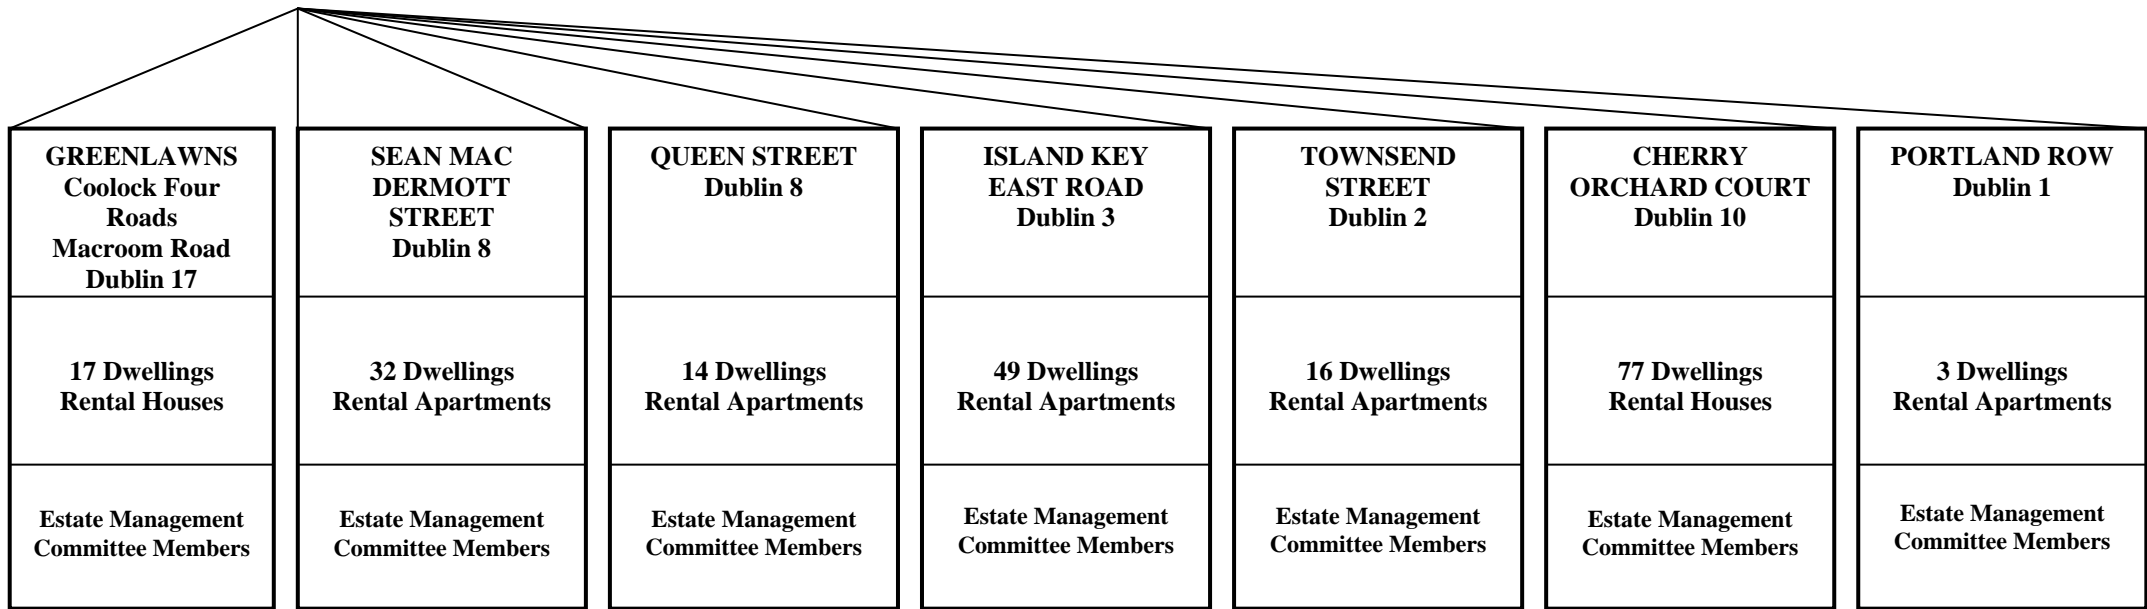 GREENLAWNS
Coolock Four
Roads
Macroom Road
Dublin 17
17 Dwellings
Rental Houses
Estate Management
Committee Members
SEAN MAC
DERMOTT
STREET
Dublin 8
32 Dwellings
Rental Apartments
Estate Management
Committee Members
QUEEN STREET
Dublin 8
14 Dwellings
Rental Apartments
Estate Management
Committee Members
ISLAND KEY
EAST ROAD
Dublin 3
49 Dwellings
Rental Apartments
Estate Management
Committee Members
TOWNSEND
STREET
Dublin 2
16 Dwellings
Rental Apartments
Estate Management
Committee Members
CHERRY
ORCHARD COURT
Dublin 10
77 Dwellings
Rental Houses
Estate Management
Committee Members
PORTLAND ROW
Dublin 1
3 Dwellings
Rental Apartments
Estate Management
Committee Members